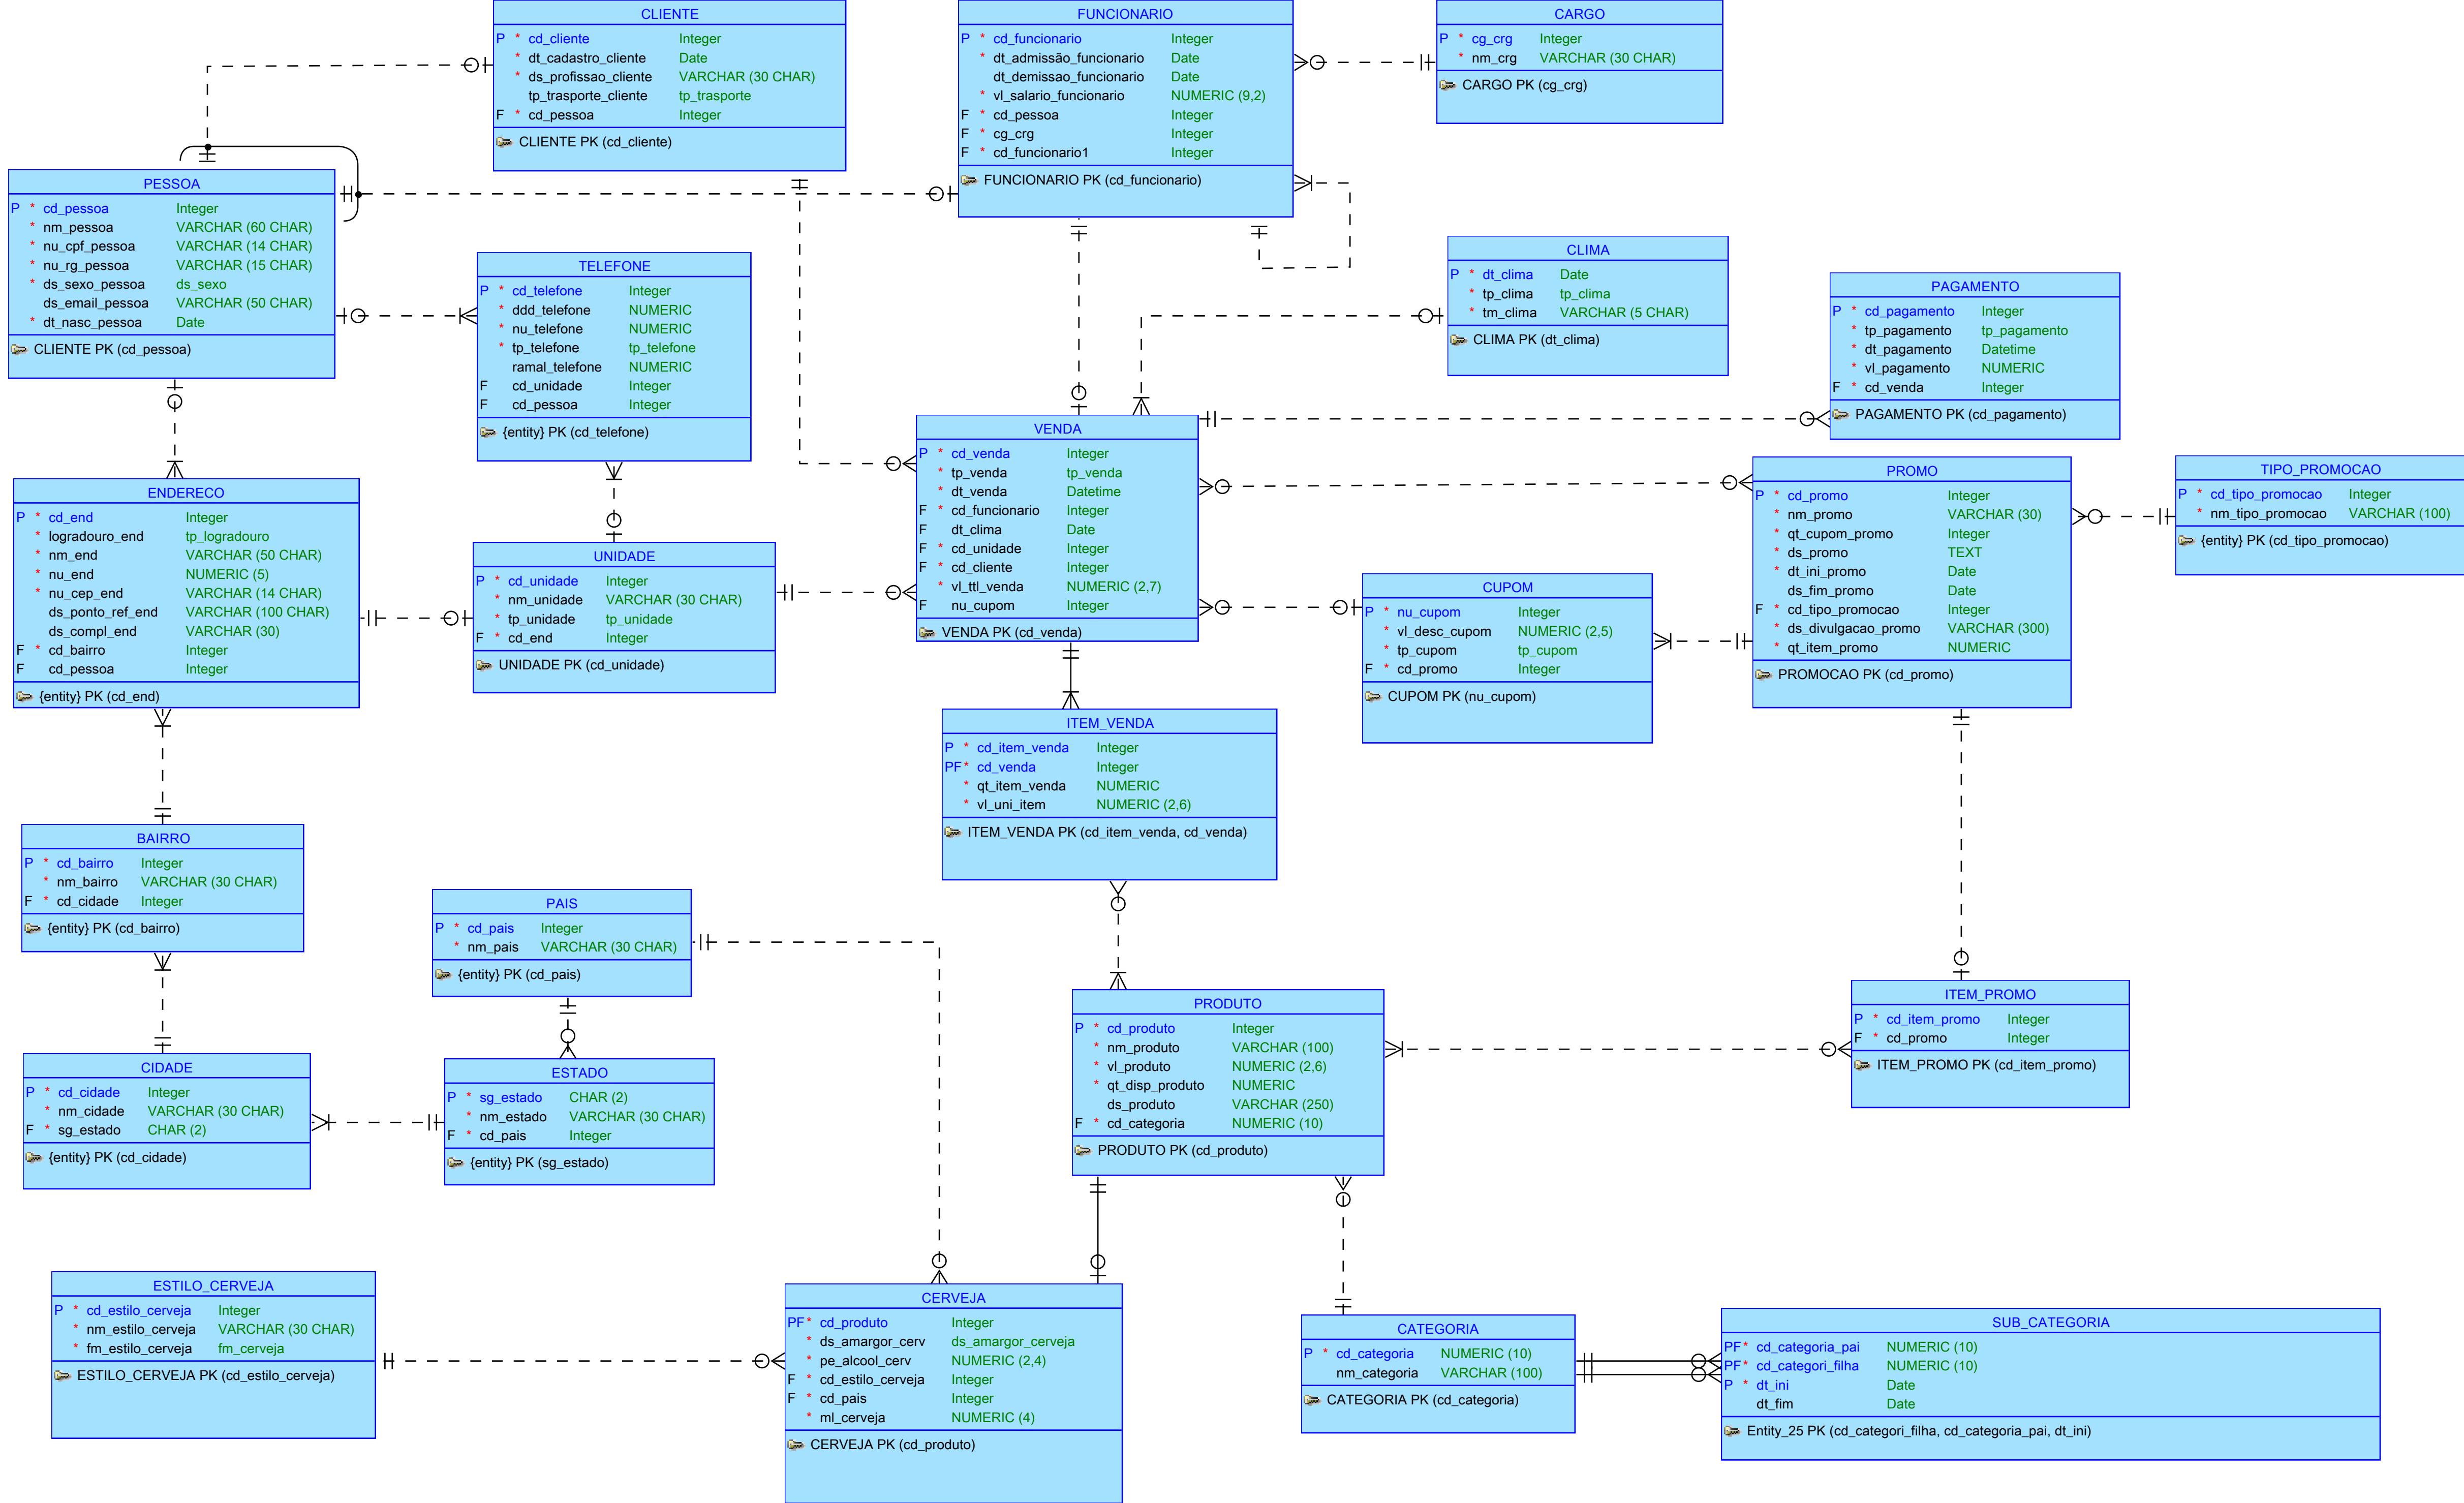 CLIENTE
P * cd_cliente Integer
* dt_cadastro_cliente Date
* ds_profissao_cliente VARCHAR (30 CHAR)
tp_trasporte_cliente tp_trasporte
F * cd_pessoa Integer
CLIENTE PK (cd_cliente)
FUNCIONARIO
P * cd_funcionario Integer
* dt_admissão_funcionario Date
dt_demissao_funcionario Date
* vl_salario_funcionario NUMERIC (9,2)
F * cd_pessoa Integer
F * cg_crg Integer
F * cd_funcionario1 Integer
FUNCIONARIO PK (cd_funcionario)
CARGO
P * cg_crg Integer
* nm_crg VARCHAR (30 CHAR)
CARGO PK (cg_crg)
PESSOA
P * cd_pessoa Integer
* nm_pessoa VARCHAR (60 CHAR)
* nu_cpf_pessoa VARCHAR (14 CHAR)
* nu_rg_pessoa VARCHAR (15 CHAR)
* ds_sexo_pessoa ds_sexo
ds_email_pessoa VARCHAR (50 CHAR)
* dt_nasc_pessoa Date
CLIENTE PK (cd_pessoa)
TELEFONE
P * cd_telefone Integer
* ddd_telefone NUMERIC
* nu_telefone NUMERIC
* tp_telefone tp_telefone
ramal_telefone NUMERIC
F cd_unidade Integer
F cd_pessoa Integer
{entity} PK (cd_telefone)
CLIMA
P * dt_clima Date
* tp_clima tp_clima
* tm_clima VARCHAR (5 CHAR)
CLIMA PK (dt_clima)
PAGAMENTO
P * cd_pagamento Integer
* tp_pagamento tp_pagamento
* dt_pagamento Datetime
* vl_pagamento NUMERIC
F * cd_venda Integer
PAGAMENTO PK (cd_pagamento)
VENDA
P * cd_venda Integer
* tp_venda tp_venda
* dt_venda Datetime
F * cd_funcionario Integer
F dt_clima Date
F * cd_unidade Integer
F * cd_cliente Integer
* vl_ttl_venda NUMERIC (2,7)
F nu_cupom Integer
VENDA PK (cd_venda)
PROMO
P * cd_promo Integer
* nm_promo VARCHAR (30)
* qt_cupom_promo Integer
* ds_promo TEXT
* dt_ini_promo Date
ds_fim_promo Date
F * cd_tipo_promocao Integer
* ds_divulgacao_promo VARCHAR (300)
* qt_item_promo NUMERIC
PROMOCAO PK (cd_promo)
TIPO_PROMOCAO
P * cd_tipo_promocao Integer
* nm_tipo_promocao VARCHAR (100)
{entity} PK (cd_tipo_promocao)
ENDERECO
P * cd_end Integer
* logradouro_end tp_logradouro
* nm_end VARCHAR (50 CHAR)
* nu_end NUMERIC (5)
* nu_cep_end VARCHAR (14 CHAR)
ds_ponto_ref_end VARCHAR (100 CHAR)
ds_compl_end VARCHAR (30)
F * cd_bairro Integer
F cd_pessoa Integer
{entity} PK (cd_end)
UNIDADE
P * cd_unidade Integer
* nm_unidade VARCHAR (30 CHAR)
* tp_unidade tp_unidade
F * cd_end Integer
UNIDADE PK (cd_unidade)
CUPOM
P * nu_cupom Integer
* vl_desc_cupom NUMERIC (2,5)
* tp_cupom tp_cupom
F * cd_promo Integer
CUPOM PK (nu_cupom)
ITEM_VENDA
P * cd_item_venda Integer
PF * cd_venda Integer
* qt_item_venda NUMERIC
* vl_uni_item NUMERIC (2,6)
ITEM_VENDA PK (cd_item_venda, cd_venda)
BAIRRO
P * cd_bairro Integer
* nm_bairro VARCHAR (30 CHAR)
F * cd_cidade Integer
{entity} PK (cd_bairro)
PAIS
P * cd_pais Integer
* nm_pais VARCHAR (30 CHAR)
{entity} PK (cd_pais)
PRODUTO
P * cd_produto Integer
* nm_produto VARCHAR (100)
* vl_produto NUMERIC (2,6)
* qt_disp_produto NUMERIC
ds_produto VARCHAR (250)
F * cd_categoria NUMERIC (10)
PRODUTO PK (cd_produto)
ITEM_PROMO
P * cd_item_promo Integer
F * cd_promo Integer
ITEM_PROMO PK (cd_item_promo)
CIDADE
P * cd_cidade Integer
* nm_cidade VARCHAR (30 CHAR)
F * sg_estado CHAR (2)
{entity} PK (cd_cidade)
ESTADO
P * sg_estado CHAR (2)
* nm_estado VARCHAR (30 CHAR)
F * cd_pais Integer
{entity} PK (sg_estado)
ESTILO_CERVEJA
P * cd_estilo_cerveja Integer
* nm_estilo_cerveja VARCHAR (30 CHAR)
* fm_estilo_cerveja fm_cerveja
ESTILO_CERVEJA PK (cd_estilo_cerveja)
CERVEJA
PF * cd_produto Integer
* ds_amargor_cerv ds_amargor_cerveja
* pe_alcool_cerv NUMERIC (2,4)
F * cd_estilo_cerveja Integer
F * cd_pais Integer
* ml_cerveja NUMERIC (4)
CERVEJA PK (cd_produto)
CATEGORIA
P * cd_categoria NUMERIC (10)
nm_categoria VARCHAR (100)
CATEGORIA PK (cd_categoria)
SUB_CATEGORIA
PF * cd_categoria_pai NUMERIC (10)
PF * cd_categori_filha NUMERIC (10)
P * dt_ini Date
dt_fim Date
Entity_25 PK (cd_categori_filha, cd_categoria_pai, dt_ini)